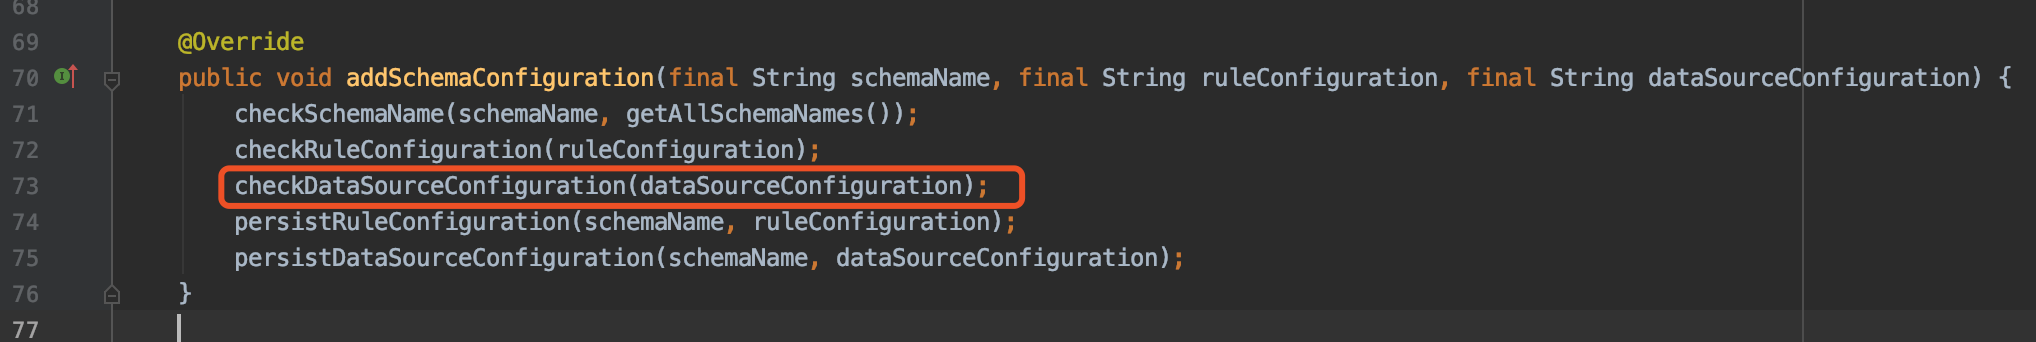 68
69 @Override
70 public void addSchemaConfiguration(final String schemaName, final String ruleConfiguration, final String dataSourceConfiguration) {
71 checkSchemaName(schemaName, getAllSchemaNames());
72 checkRuleConfiguration(ruleConfiguration);
73 checkDataSourceConfiguration(dataSourceConfiguration);
74 persistRuleConfiguration(schemaName, ruleConfiguration);
75 persistDataSourceConfiguration(schemaName, dataSourceConfiguration);
76 }
77